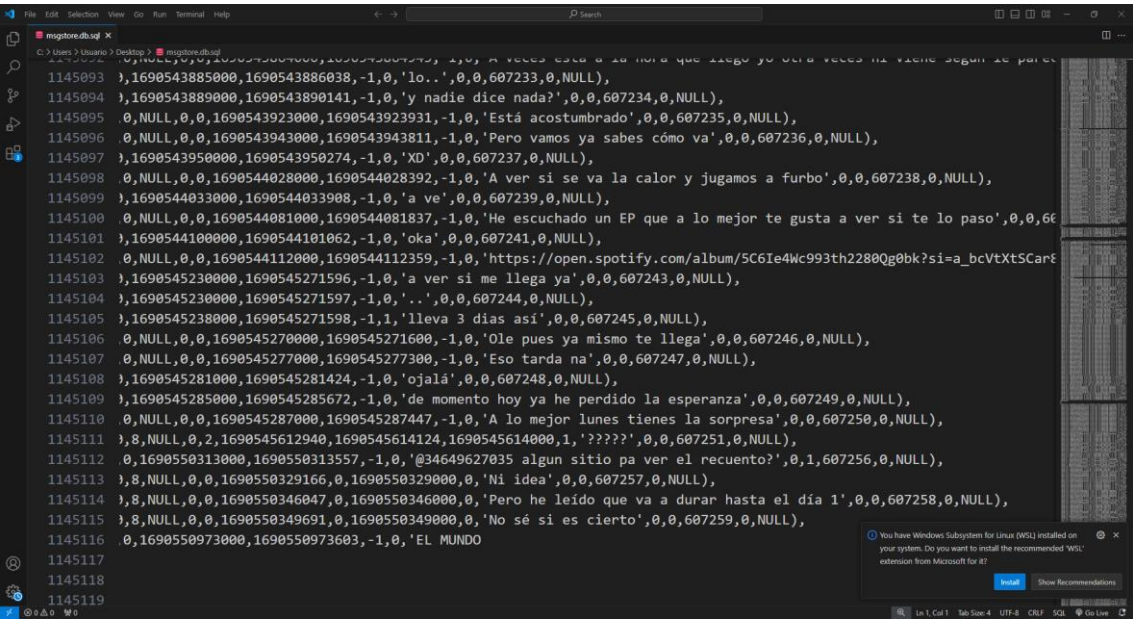 File Edit Selection View Go Run Terminal Help
Search
msgstore.db.sql
C: > Users > Usuario > Desktop > msgstore.db.sql
1145093 ,1690543885000,1690543886038,-1,0,'lo..',0,0,607233,0,NULL),
1145094 ,1690543889000,1690543890141,-1,0,'y nadie dice nada?',0,0,607234,0,NULL),
1145095 ,0,NULL,0,0,1690543923000,1690543923931,-1,0,'Está acostumbrado',0,0,607235,0,NULL),
1145096 ,0,NULL,0,0,1690543943000,1690543943811,-1,0,'Pero vamos ya sabes cómo va',0,0,607236,0,NULL),
1145097 ,1690543950000,1690543950274,-1,0,'XD',0,0,607237,0,NULL),
1145098 ,0,NULL,0,0,1690544028000,1690544028392,-1,0,'A ver si se va la calor y jugamos a furbo',0,0,607238,0,NULL),
1145099 ,1690544033000,1690544033908,-1,0,'a ve',0,0,607239,0,NULL),
1145100 ,0,NULL,0,0,1690544081000,1690544081837,-1,0,'He escuchado un EP que a lo mejor te gusta a ver si te lo paso',0,0,60
1145101 ,1690544100000,1690544101062,-1,0,'oka',0,0,607241,0,NULL),
1145102 ,0,NULL,0,0,1690544112000,1690544112359,-1,0,'https://open.spotify.com/album/5C6Ie4Wc993th2280Qg0bk?si=a_bcVtXtSCar8
1145103 ,1690545230000,1690545271596,-1,0,'a ver si me llega ya',0,0,607243,0,NULL),
1145104 ,1690545230000,1690545271597,-1,0,'..',0,0,607244,0,NULL),
1145105 ,1690545238000,1690545271598,-1,1,'lleva 3 dias así',0,0,607245,0,NULL),
1145106 ,0,NULL,0,0,1690545270000,1690545271600,-1,0,'Ole pues ya mismo te llega',0,0,607246,0,NULL),
1145107 ,0,NULL,0,0,1690545277000,1690545277300,-1,0,'Eso tarda na',0,0,607247,0,NULL),
1145108 ,1690545281000,1690545281424,-1,0,'ojalá',0,0,607248,0,NULL),
1145109 ,1690545285000,1690545285672,-1,0,'de momento hoy ya he perdido la esperanza',0,0,607249,0,NULL),
1145110 ,0,NULL,0,0,1690545287000,1690545287447,-1,0,'A lo mejor lunes tienes la sorpresa',0,0,607250,0,NULL),
1145111 ,8,NULL,0,2,1690545612940,1690545614124,1690545614000,1,'?????',0,0,607251,0,NULL),
1145112 ,0,1690550313000,1690550313557,-1,0,'@34649627035 algun sitio pa ver el recuento?',0,1,607256,0,NULL),
1145113 ,8,NULL,0,0,1690550329166,0,1690550329000,0,'Ni idea',0,0,607257,0,NULL),
1145114 ,8,NULL,0,0,1690550346047,0,1690550346000,0,'Pero he leído que va a durar hasta el día 1',0,0,607258,0,NULL),
1145115 ,8,NULL,0,0,1690550349691,0,1690550349000,0,'No sé si es cierto',0,0,607259,0,NULL),
1145116 ,0,1690550973000,1690550973603,-1,0,'EL MUNDO
1145117
1145118
1145119
You have Windows Subsystem for Linux (WSL) installed on
your system. Do you want to install the recommended 'WSL'
extension from Microsoft for it?
Install Show Recommendations
0 0 0 Ln 1, Col 1 Tab Size: 4 UTF-8 CRLF SQL Go Live